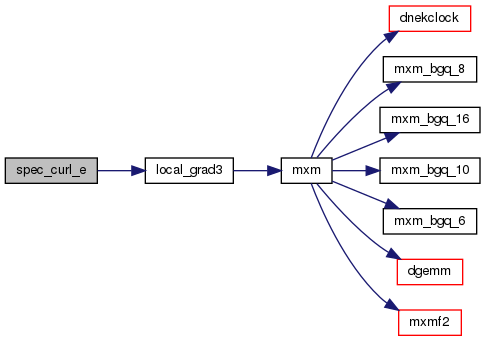 spec_curl_e
local_grad3
mxm
dnekclock
mxm_bgq_8
mxm_bgq_16
mxm_bgq_10
mxm_bgq_6
dgemm
mxmf2